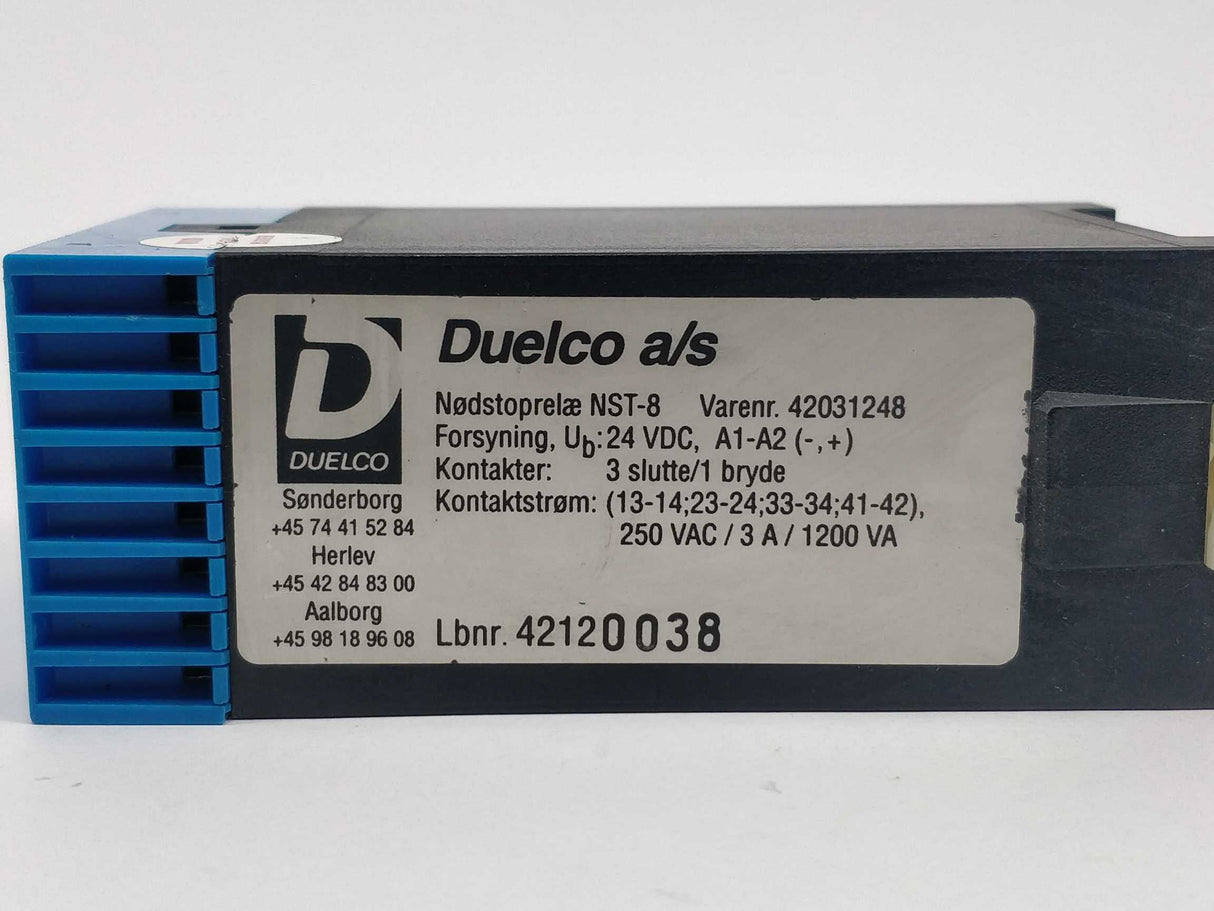 DUELCO
Sønderborg
+45 74 41 52 84
Herlev
+45 42 84 83 00
Aalborg
+45 98 18 96 08
Duelco a/s
Nødstoprelæ NST-8 Varenr. 42031248
Forsyning, Ub: 24 VDC, A1-A2 (-,+)
Kontakter: 3 slutte/1 bryde
Kontaktstrøm: (13-14;23-24;33-34;41-42),
250 VAC / 3 A / 1200 VA
Lbnr. 42120038